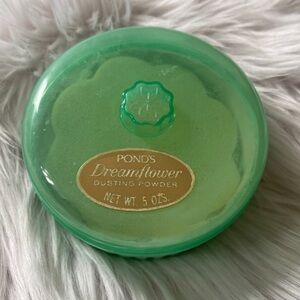 POND'S
Dreamflower
DUSTING POWDER
NET WT. 5 OZS.